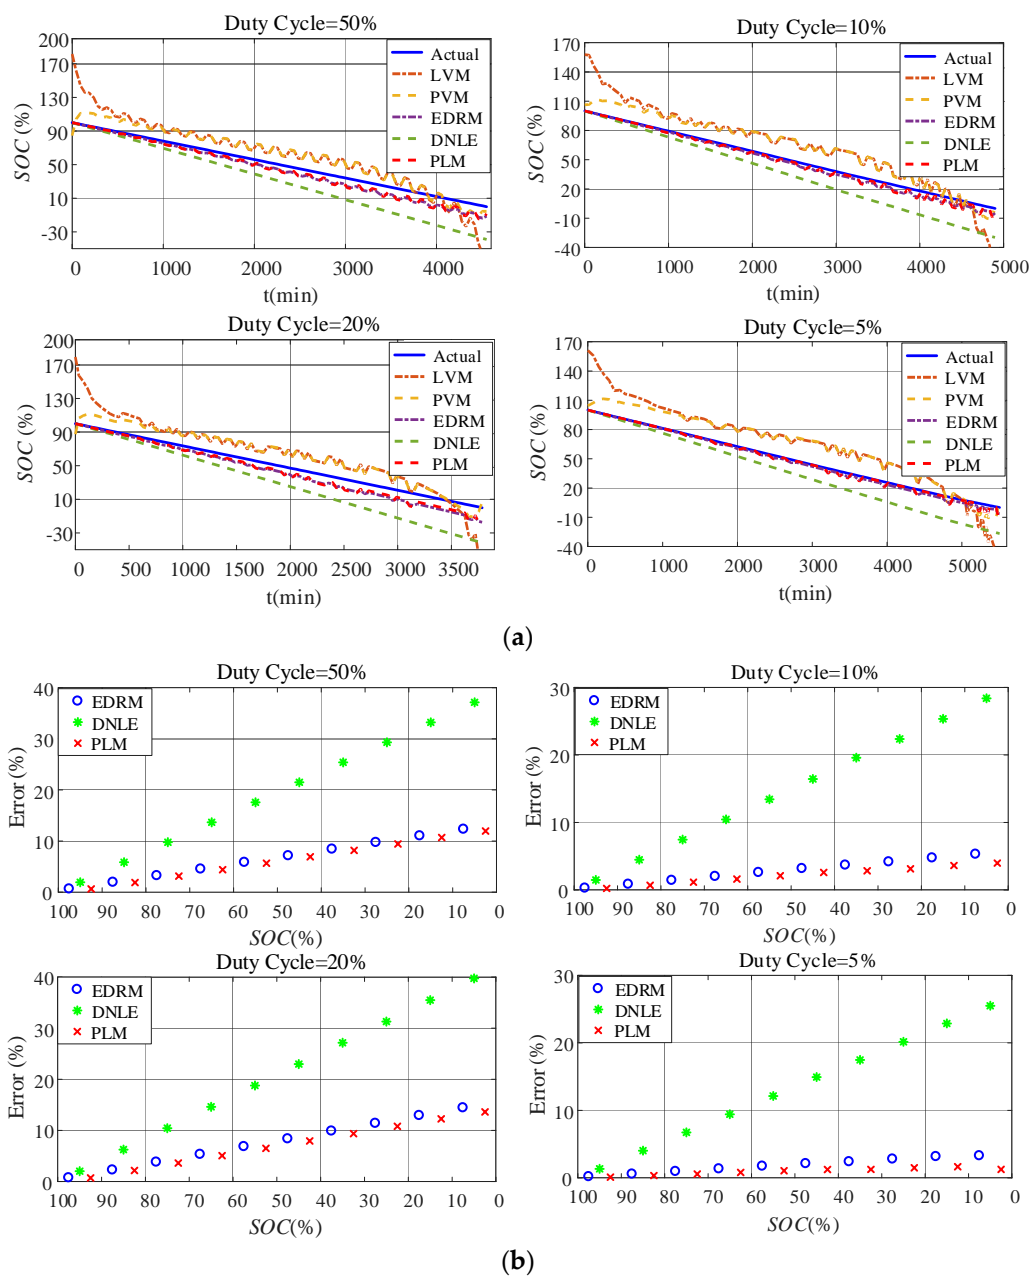 Duty Cycle=50%
200
170
130
90
50
10
-30
SOC (%)
Actual
LVM
PVM
EDRM
DNLE
PLM
0 1000 2000 3000 4000
t(min)
Duty Cycle=10%
170
140
110
80
50
20
-10
-40
SOC (%)
Actual
LVM
PVM
EDRM
DNLE
PLM
0 1000 2000 3000 4000 5000
t(min)
Duty Cycle=20%
200
170
130
90
50
10
-30
SOC (%)
Actual
LVM
PVM
EDRM
DNLE
PLM
0 500 1000 1500 2000 2500 3000 3500
t(min)
Duty Cycle=5%
170
140
110
80
50
20
-10
-40
SOC (%)
Actual
LVM
PVM
EDRM
DNLE
PLM
0 1000 2000 3000 4000 5000
t(min)
(a)
Duty Cycle=50%
40
30
20
10
0
Error (%)
EDRM
DNLE
PLM
100 90 80 70 60 50 40 30 20 10 0
SOC(%)
Duty Cycle=10%
30
20
10
0
Error (%)
EDRM
DNLE
PLM
100 90 80 70 60 50 40 30 20 10 0
SOC(%)
Duty Cycle=20%
40
30
20
10
0
Error (%)
EDRM
DNLE
PLM
100 90 80 70 60 50 40 30 20 10 0
SOC(%)
Duty Cycle=5%
30
20
10
0
Error (%)
EDRM
DNLE
PLM
100 90 80 70 60 50 40 30 20 10 0
SOC(%)
(b)